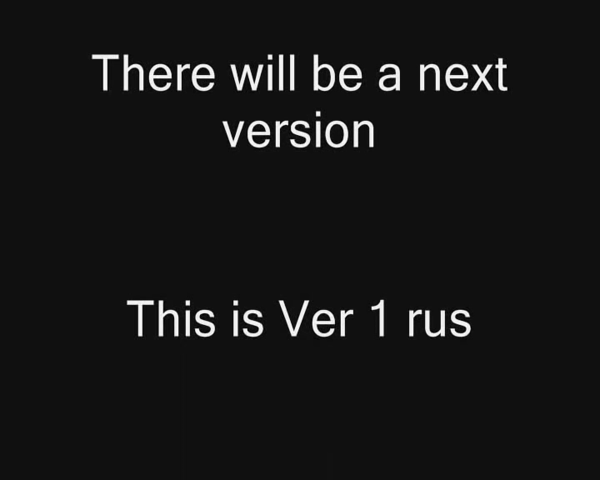 There will be a next
version
This is Ver 1 rus